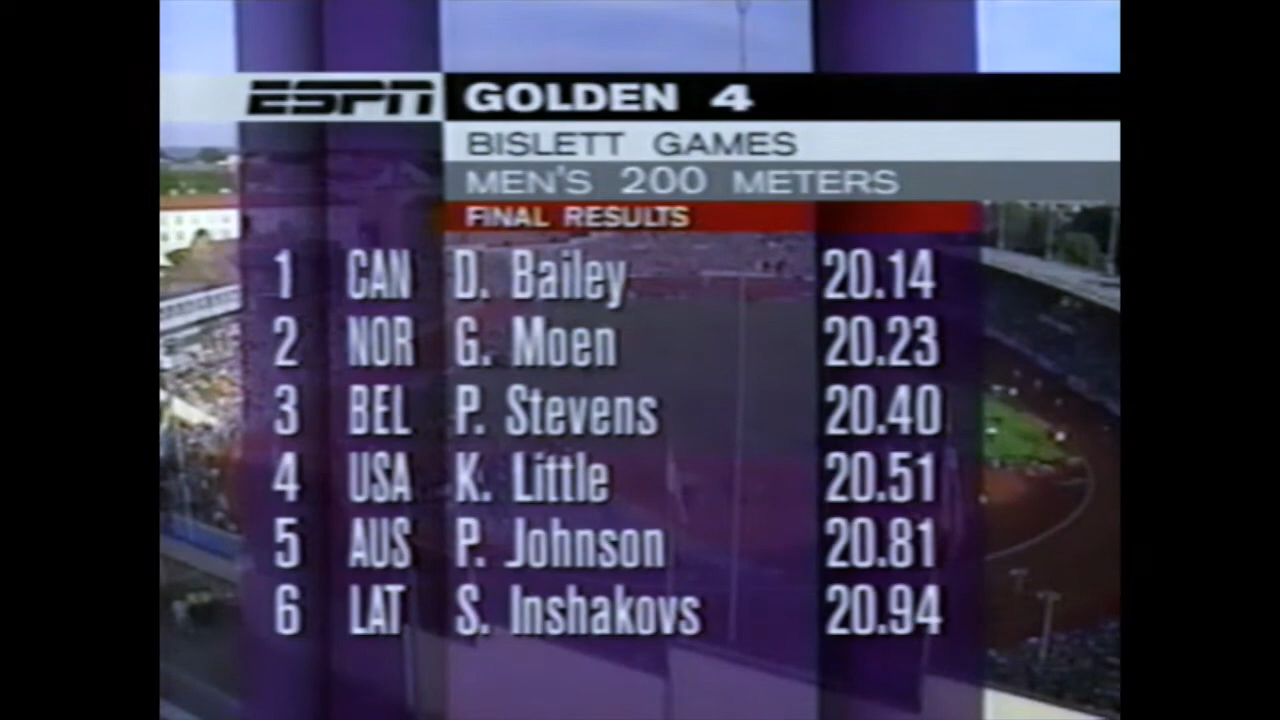 ESPN GOLDEN 4
BISLETT GAMES
MEN'S 200 METERS
FINAL RESULTS
1 CAN D. Bailey 20.14
2 NOR G. Moen 20.23
3 BEL P. Stevens 20.40
4 USA K. Little 20.51
5 AUS P. Johnson 20.81
6 LAT S. Inshakovs 20.94